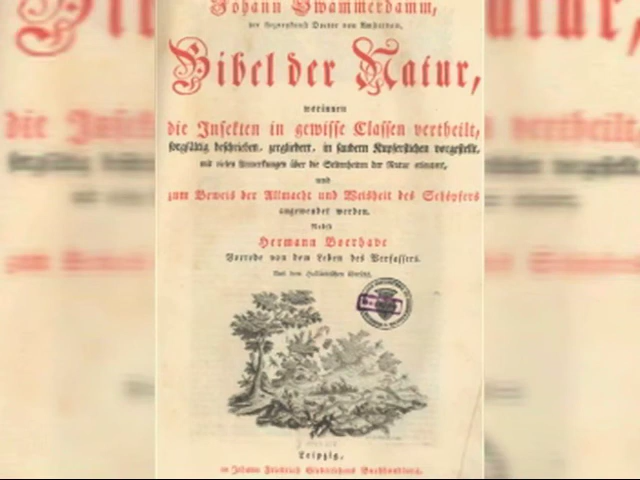 Johann Swammerdamm,
der Arzneykunst Doctor von Amsterdam,
Bibel der Natur,
worinnen
die Insekten in gewisse Classen vertheilt,
sorgfältig beschrieben, zergliedert, in saubern Kupferstichen vorgestellt,
mit vielen Anmerkungen über die Seltenheiten der Natur erläutert,
und
zum Beweis der Allmacht und Weisheit des Schöpfers
angewendet werden.
Nebst
Hermann Boerhave
Vorrede von dem Leben des Verfassers.
Aus dem Holländischen übersetzt.
Leipzig,
in Johann Friedrich Gleditschens Buchhandlung.